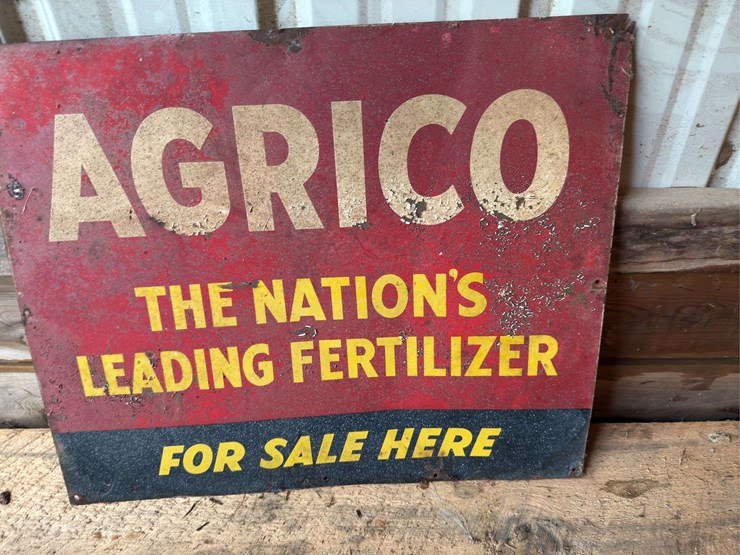 AGRICO
THE NATION'S
LEADING FERTILIZER
FOR SALE HERE